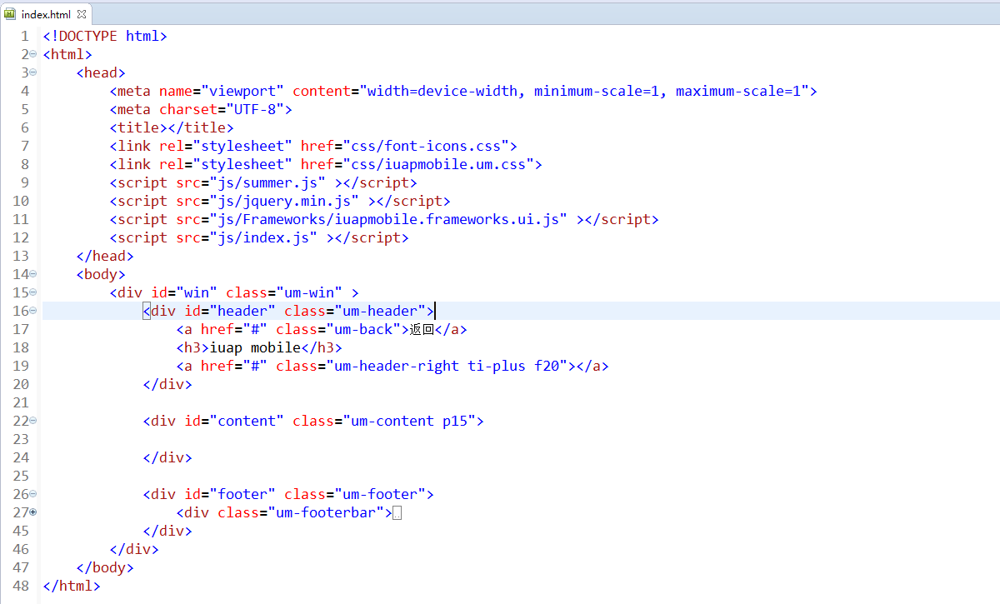 index.html
1 <!DOCTYPE html>
2 <html>
3     <head>
4         <meta name="viewport" content="width=device-width, minimum-scale=1, maximum-scale=1">
5         <meta charset="UTF-8">
6         <title></title>
7         <link rel="stylesheet" href="css/font-icons.css">
8         <link rel="stylesheet" href="css/iuapmobile.um.css">
9         <script src="js/summer.js" ></script>
10         <script src="js/jquery.min.js" ></script>
11         <script src="js/Frameworks/iuapmobile.frameworks.ui.js" ></script>
12         <script src="js/index.js" ></script>
13     </head>
14     <body>
15         <div id="win" class="um-win" >
16             <div id="header" class="um-header">
17                 <a href="#" class="um-back">返回</a>
18                 <h3>iuap mobile</h3>
19                 <a href="#" class="um-header-right ti-plus f20"></a>
20             </div>
21
22             <div id="content" class="um-content p15">
23
24             </div>
25
26             <div id="footer" class="um-footer">
27                 <div class="um-footerbar">
45             </div>
46         </div>
47     </body>
48 </html>